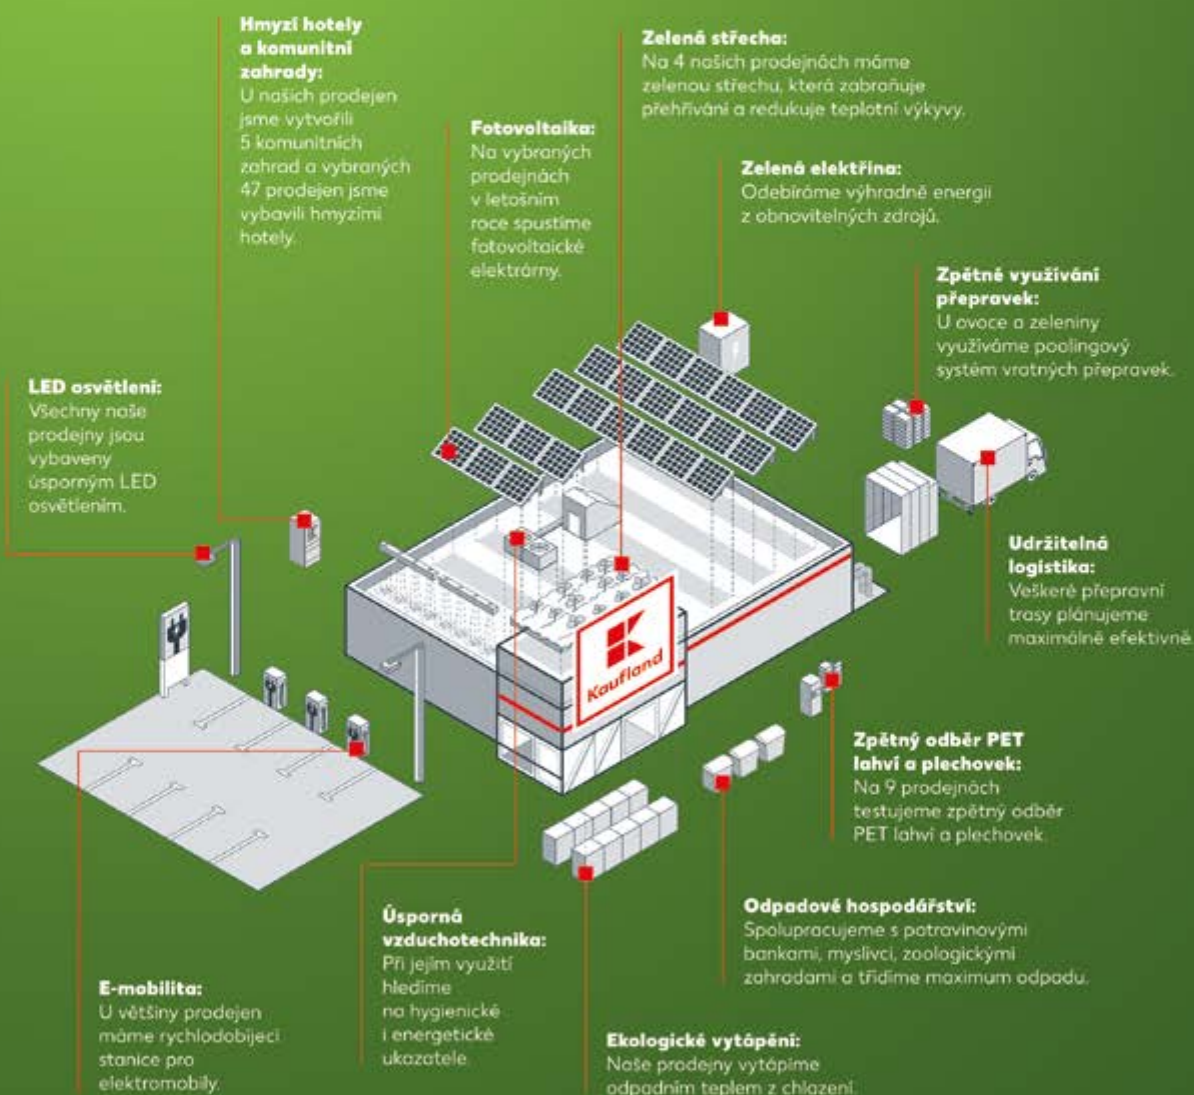 Hmyzí hotely
a komunitní
zahrady:
U našich prodejen
jsme vytvořili
5 komunitních
zahrad a vybraných
47 prodejen jsme
vybavili hmyzími
hotely.
Fotovoltaika:
Na vybraných
prodejnách
v letošním
roce spustíme
fotovoltaické
elektrárny.
Zelená střecha:
Na 4 našich prodejnách máme
zelenou střechu, která zabraňuje
přehřívání a redukuje teplotní výkyvy.
Zelená elektřina:
Odebíráme výhradně energii
z obnovitelných zdrojů.
Zpětné využívání
přepravek:
U ovoce a zeleniny
využíváme poolingový
systém vratných přepravek.
LED osvětlení:
Všechny naše
prodejny jsou
vybaveny
úsporným LED
osvětlením.
Udržitelná
logistika:
Veškeré přepravní
trasy plánujeme
maximálně efektivně.
Kaufland
Zpětný odběr PET
lahví a plechovek:
Na 9 prodejnách
testujeme zpětný odběr
PET lahví a plechovek.
Odpadové hospodářství:
Spolupracujeme s potravinovými
bankami, myslivci, zoologickými
zahradami a třídíme maximum odpadu.
Úsporná
vzduchotechnika:
Při jejím využití
hledíme
na hygienické
i energetické
ukazatele.
E-mobilita:
U většiny prodejen
máme rychlodobíjecí
stanice pro
elektromobily.
Ekologické vytápění:
Naše prodejny vytápíme
odpadním teplem z chlazení.